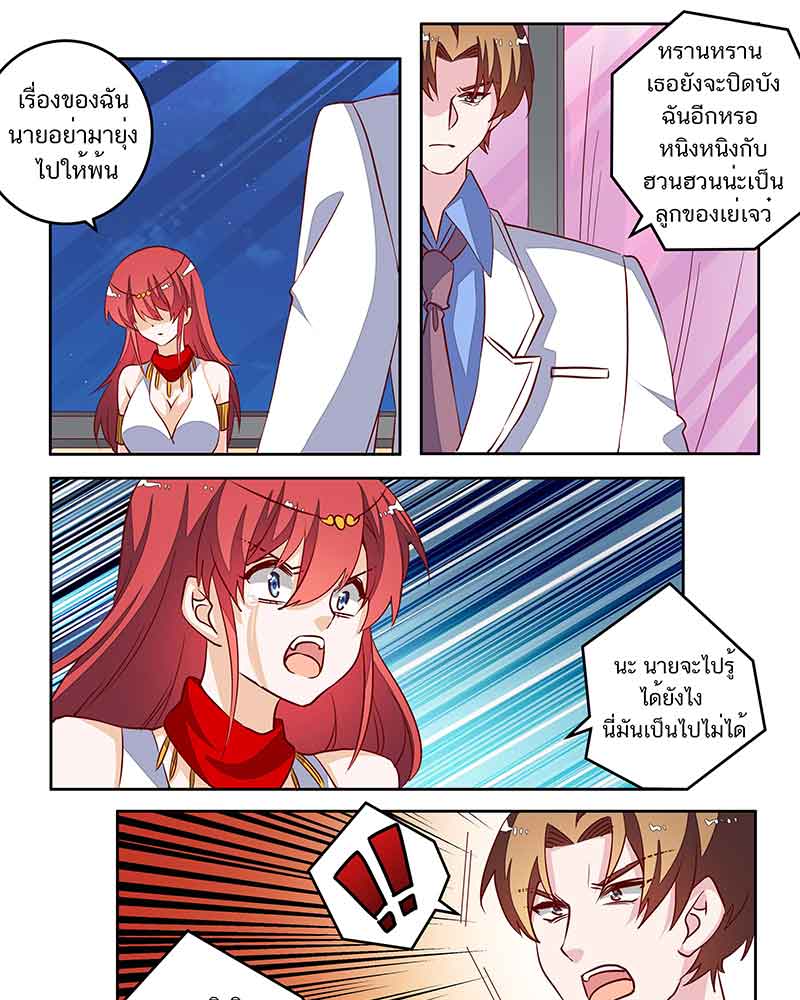 เรื่องของฉัน
นายอย่ามายุ่ง
ไปให้พ้น
หรานหราน
เธอยังจะปิดบัง
ฉันอีกหรอ
หนิงหนิงกับ
ฮวนฮวนน่ะเป็น
ลูกของเย่เจว๋
นะ นายจะไปรู้
ได้ยังไง
นี่มันเป็นไปไม่ได้
!!